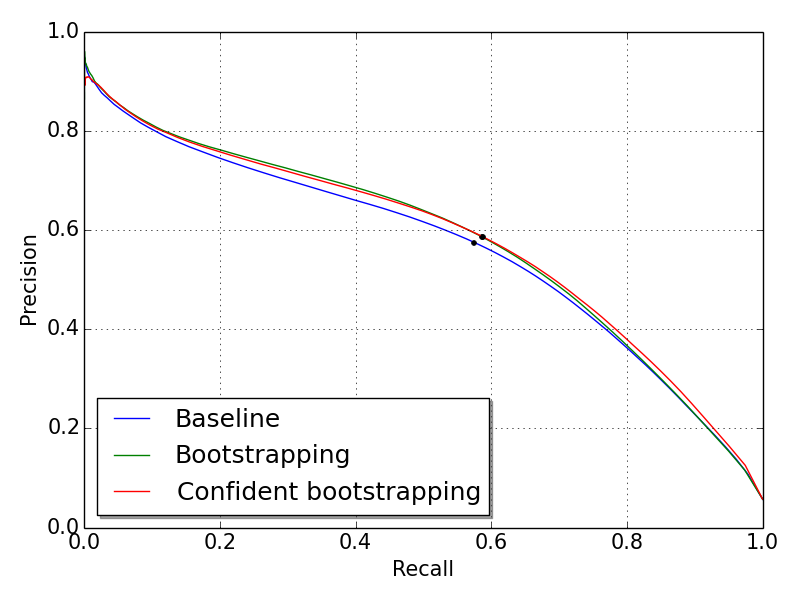 1.0
0.8
0.6
0.4
0.2
0.0
Precision
Baseline
Bootstrapping
Confident bootstrapping
0.0 0.2 0.4 0.6 0.8 1.0
Recall